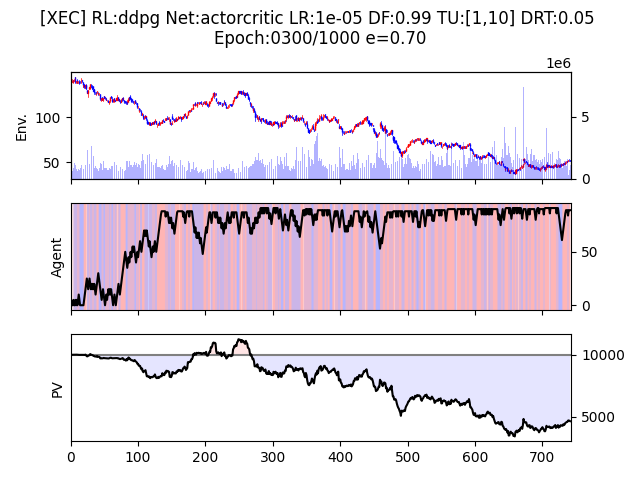 [XEC] RL:ddpg Net:actorcritic LR:1e-05 DF:0.99 TU:[1,10] DRT:0.05
Epoch:0300/1000 e=0.70
1e6
Env.
100
50
5
0
Agent
50
0
PV
10000
5000
0 100 200 300 400 500 600 700